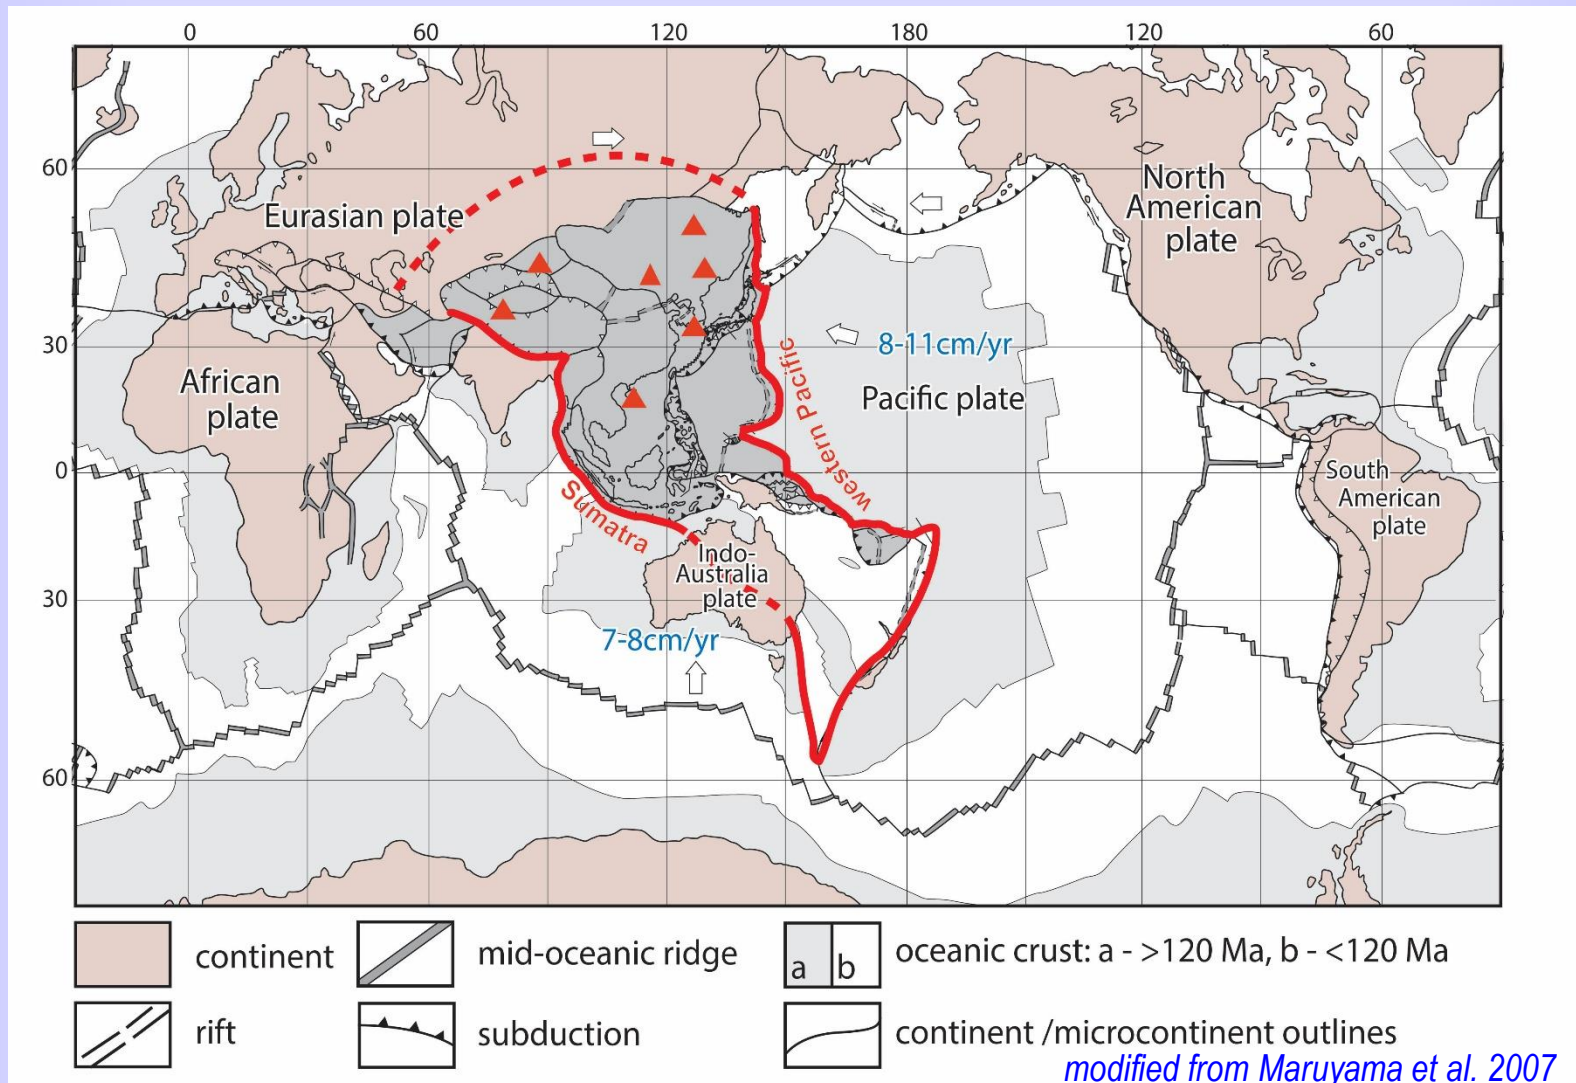 0 60 120 180 120 60
60
30
0
30
60
Eurasian plate
North
American
plate
African
plate
8-11cm/yr
Pacific plate
western Pacific
Sumatra
South
American
plate
Indo-
Australia
plate
7-8cm/yr
continent
mid-oceanic ridge
a b
oceanic crust: a - >120 Ma, b - <120 Ma
rift
subduction
continent /microcontinent outlines
modified from Maruyama et al. 2007